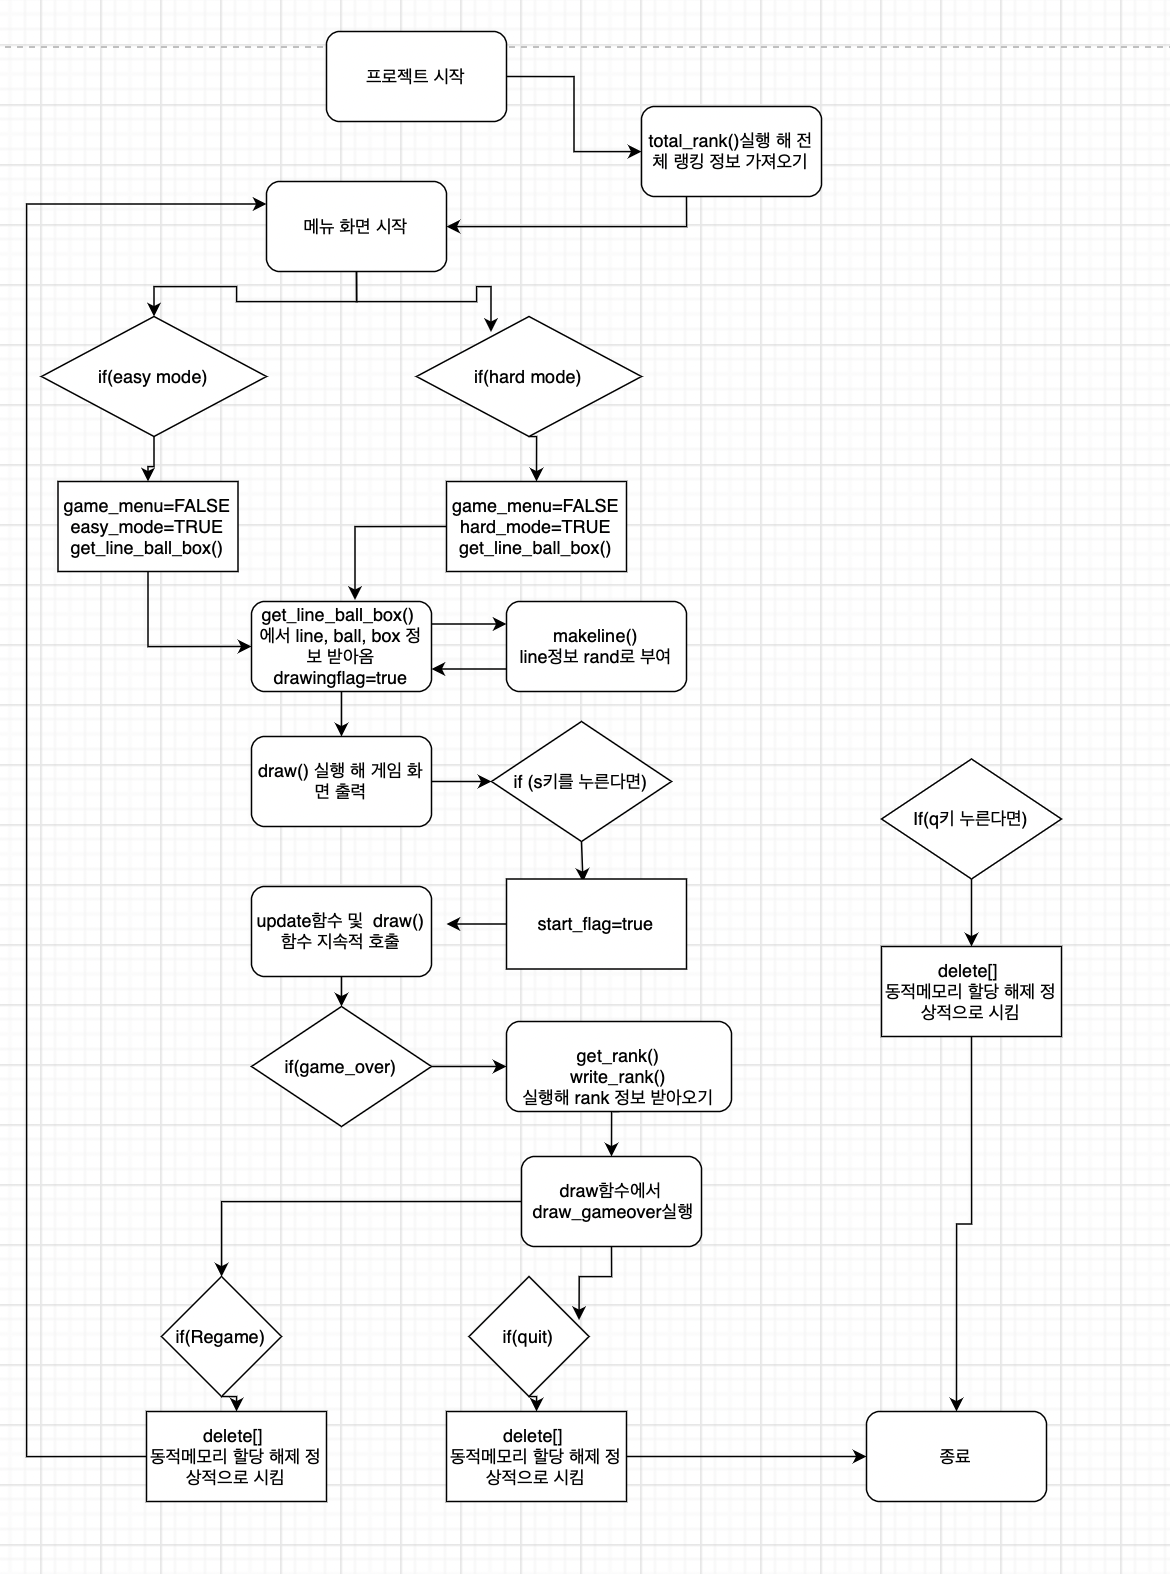 프로젝트 시작
total_rank()실행 해 전
체 랭킹 정보 가져오기
메뉴 화면 시작
if(easy mode)
if(hard mode)
game_menu=FALSE
easy_mode=TRUE
get_line_ball_box()
game_menu=FALSE
hard_mode=TRUE
get_line_ball_box()
get_line_ball_box()
에서 line, ball, box 정
보 받아옴
drawingflag=true
makeline()
line정보 rand로 부여
draw() 실행 해 게임 화
면 출력
if (s키를 누른다면)
If(q키 누른다면)
update함수 및  draw()
함수 지속적 호출
start_flag=true
delete[]
동적메모리 할당 해제 정
상적으로 시킴
if(game_over)
get_rank()
write_rank()
실행해 rank 정보 받아오기
draw함수에서
draw_gameover실행
if(Regame)
if(quit)
delete[]
동적메모리 할당 해제 정
상적으로 시킴
delete[]
동적메모리 할당 해제 정
상적으로 시킴
종료